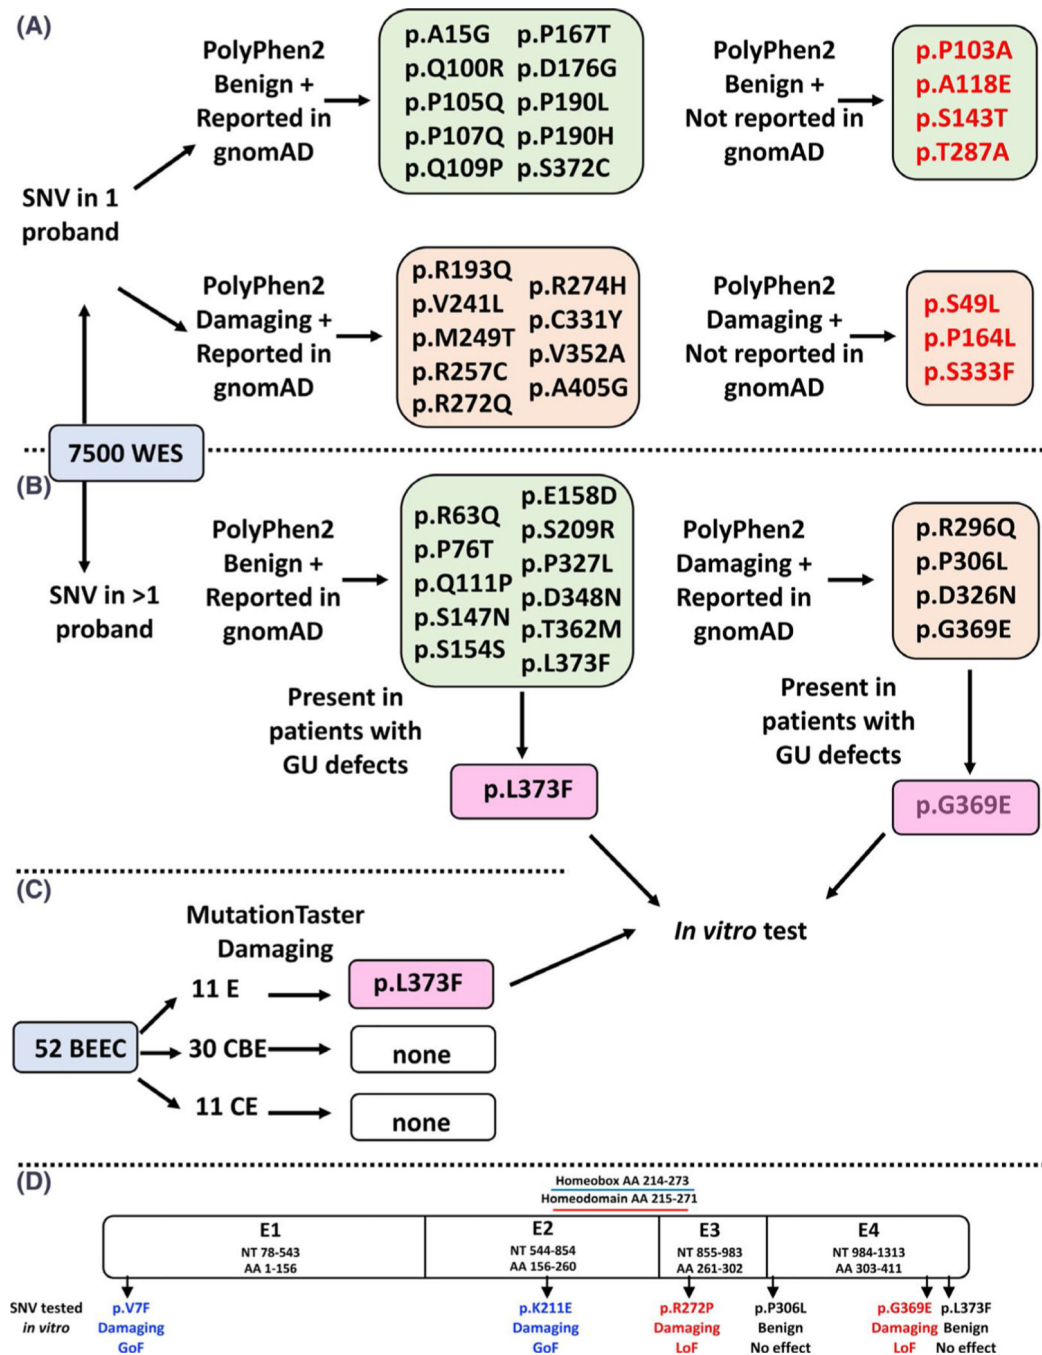 (A)
PolyPhen2
Benign +
Reported in
gnomAD
p.A15G p.P167T
p.Q100R p.D176G
p.P105Q p.P190L
p.P107Q p.P190H
p.Q109P p.S372C
PolyPhen2
Benign +
Not reported in
gnomAD
p.P103A
p.A118E
p.S143T
p.T287A
SNV in 1
proband
PolyPhen2
Damaging +
Reported in
gnomAD
p.R193Q
p.V241L
p.M249T
p.R257C
p.R272Q
p.R274H
p.C331Y
p.V352A
p.A405G
PolyPhen2
Damaging +
Not reported in
gnomAD
p.S49L
p.P164L
p.S333F
7500 WES
(B)
SNV in >1
proband
PolyPhen2
Benign +
Reported in
gnomAD
p.R63Q
p.P76T
p.Q111P
p.S147N
p.S154S
p.E158D
p.S209R
p.P327L
p.D348N
p.T362M
p.L373F
PolyPhen2
Damaging +
Reported in
gnomAD
p.R296Q
p.P306L
p.D326N
p.G369E
Present in
patients with
GU defects
p.L373F
Present in
patients with
GU defects
p.G369E
(C)
MutationTaster
Damaging
In vitro test
52 BEEC
11 E
p.L373F
30 CBE
none
11 CE
none
(D)
Homeobox AA 214-273
Homeodomain AA 215-271
E1
NT 78-543
AA 1-156
E2
NT 544-854
AA 156-260
E3
NT 855-983
AA 261-302
E4
NT 984-1313
AA 303-411
SNV tested
in vitro
p.V7F
Damaging
GoF
p.K211E
Damaging
GoF
p.R272P
Damaging
LoF
p.P306L
Benign
No effect
p.G369E
Damaging
LoF
p.L373F
Benign
No effect